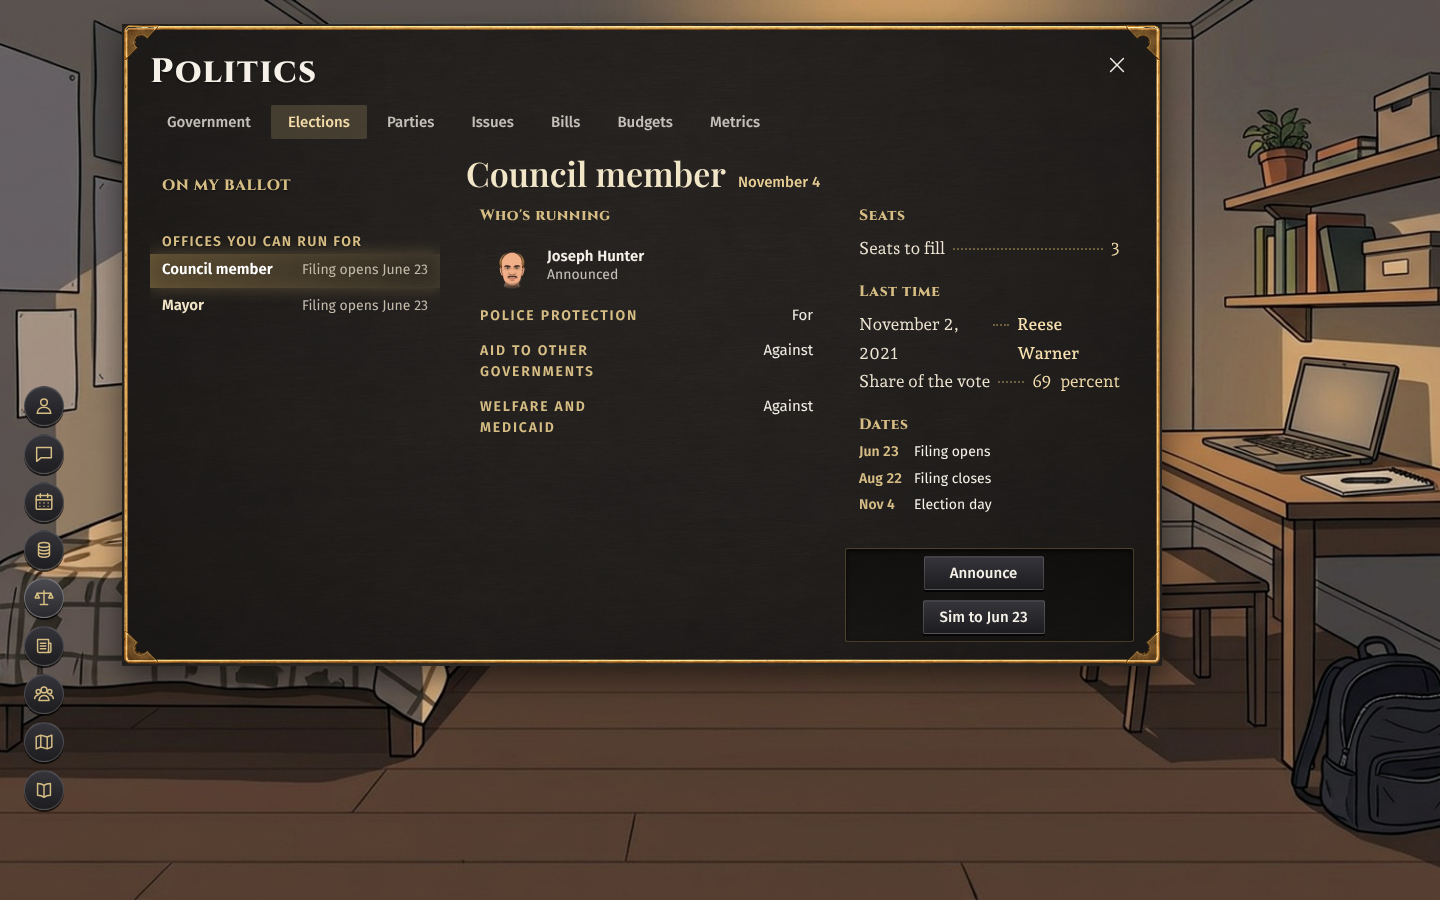 Politics
Government Elections Parties Issues Bills Budgets Metrics
On my ballot
OFFICES YOU CAN RUN FOR
Council member Filing opens June 23
Mayor Filing opens June 23
Council member November 4
Who's running
Joseph Hunter
Announced
POLICE PROTECTION For
AID TO OTHER Against
GOVERNMENTS
WELFARE AND Against
MEDICAID
Seats
Seats to fill 3
Last time
November 2, Reese
2021 Warner
Share of the vote 69 percent
Dates
Jun 23 Filing opens
Aug 22 Filing closes
Nov 4 Election day
Announce
Sim to Jun 23